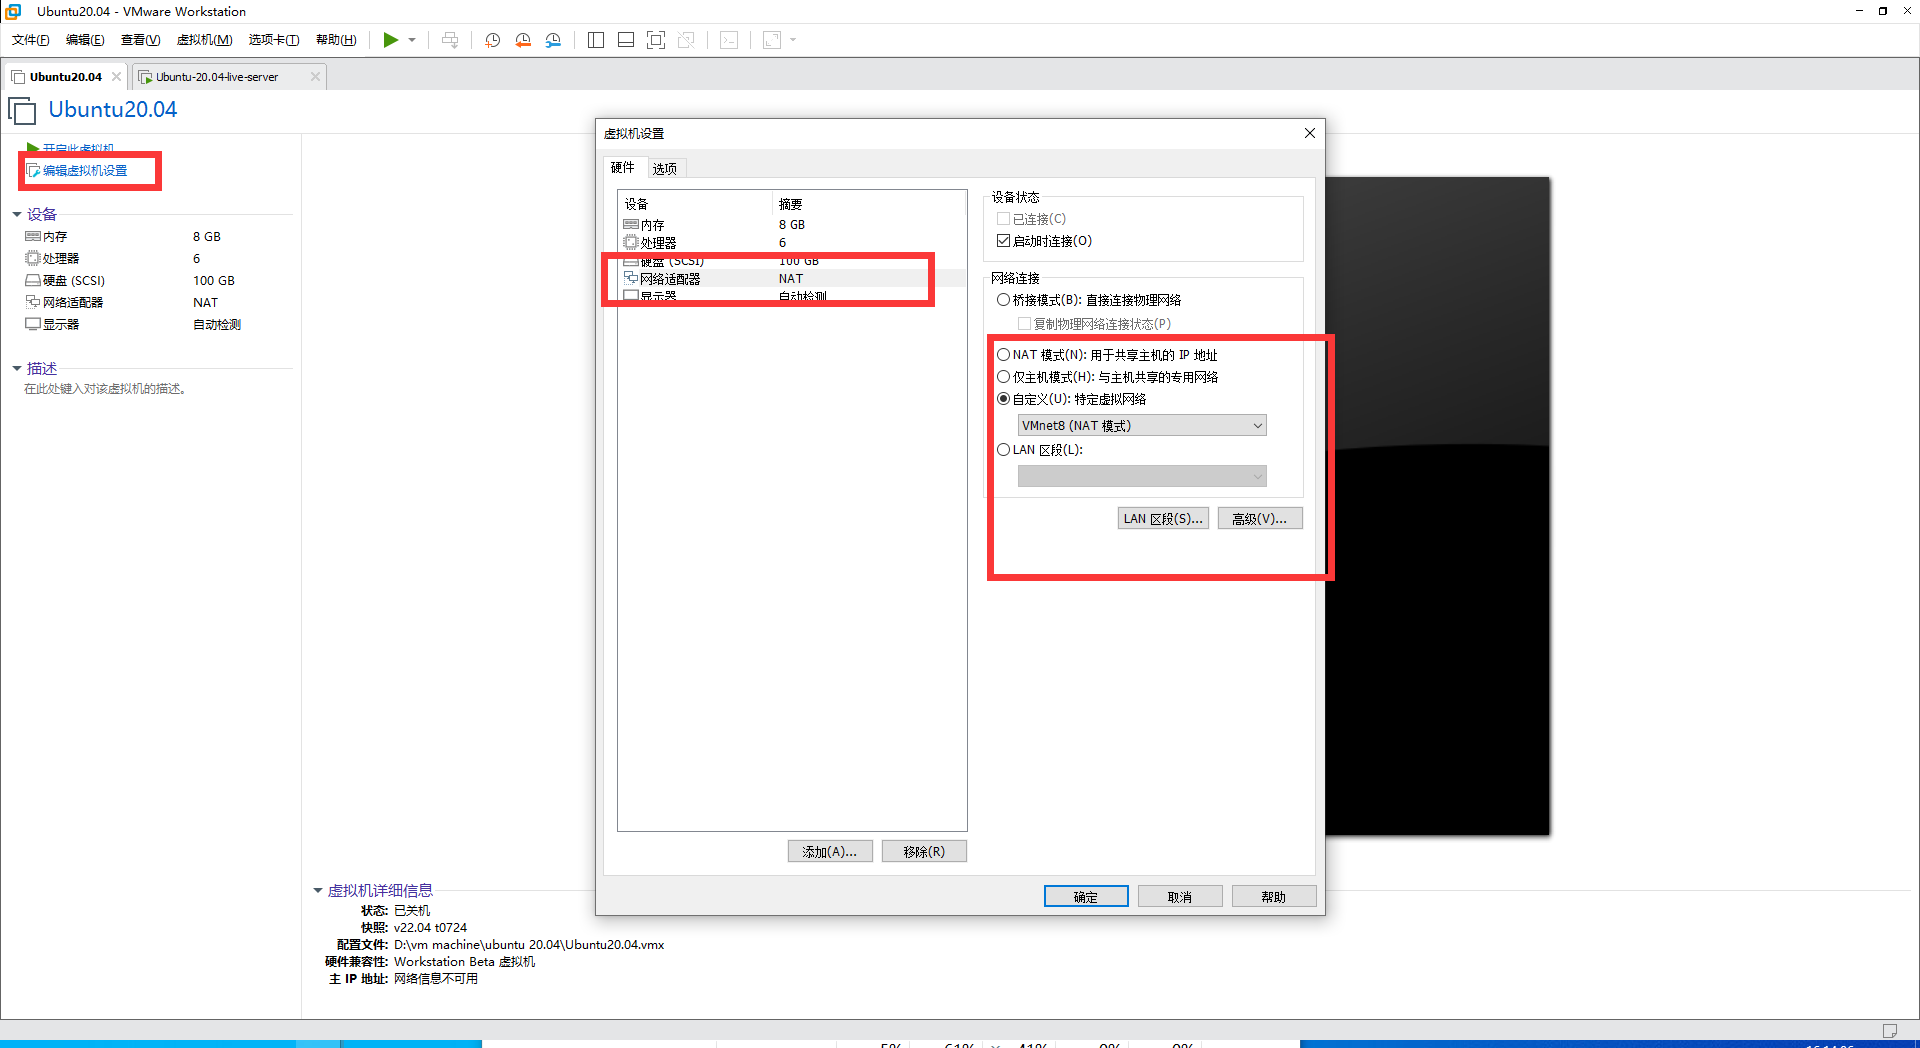 Ubuntu20.04 - VMware Workstation
文件(F) 编辑(E) 查看(V) 虚拟机(M) 选项卡(T) 帮助(H)
Ubuntu20.04 Ubuntu-20.04-live-server
Ubuntu20.04
开启此虚拟机
编辑虚拟机设置
设备
内存 8 GB
处理器 6
硬盘 (SCSI) 100 GB
网络适配器 NAT
显示器 自动检测
描述
在此处键入对该虚拟机的描述。
虚拟机设置
硬件 选项
设备 摘要
内存 8 GB
处理器 6
硬盘 (SCSI) 100 GB
网络适配器 NAT
显示器 自动检测
添加(A)... 移除(R)
设备状态
已连接(C)
启动时连接(O)
网络连接
桥接模式(B): 直接连接物理网络
复制物理网络连接状态(P)
NAT 模式(N): 用于共享主机的 IP 地址
仅主机模式(H): 与主机共享的专用网络
自定义(U): 特定虚拟网络
VMnet8 (NAT 模式)
LAN 区段(L):
LAN 区段(S)... 高级(V)...
确定 取消 帮助
虚拟机详细信息
状态: 已关机
快照: v22.04 t0724
配置文件: D:\vm machine\ubuntu 20.04\Ubuntu20.04.vmx
硬件兼容性: Workstation Beta 虚拟机
主 IP 地址: 网络信息不可用